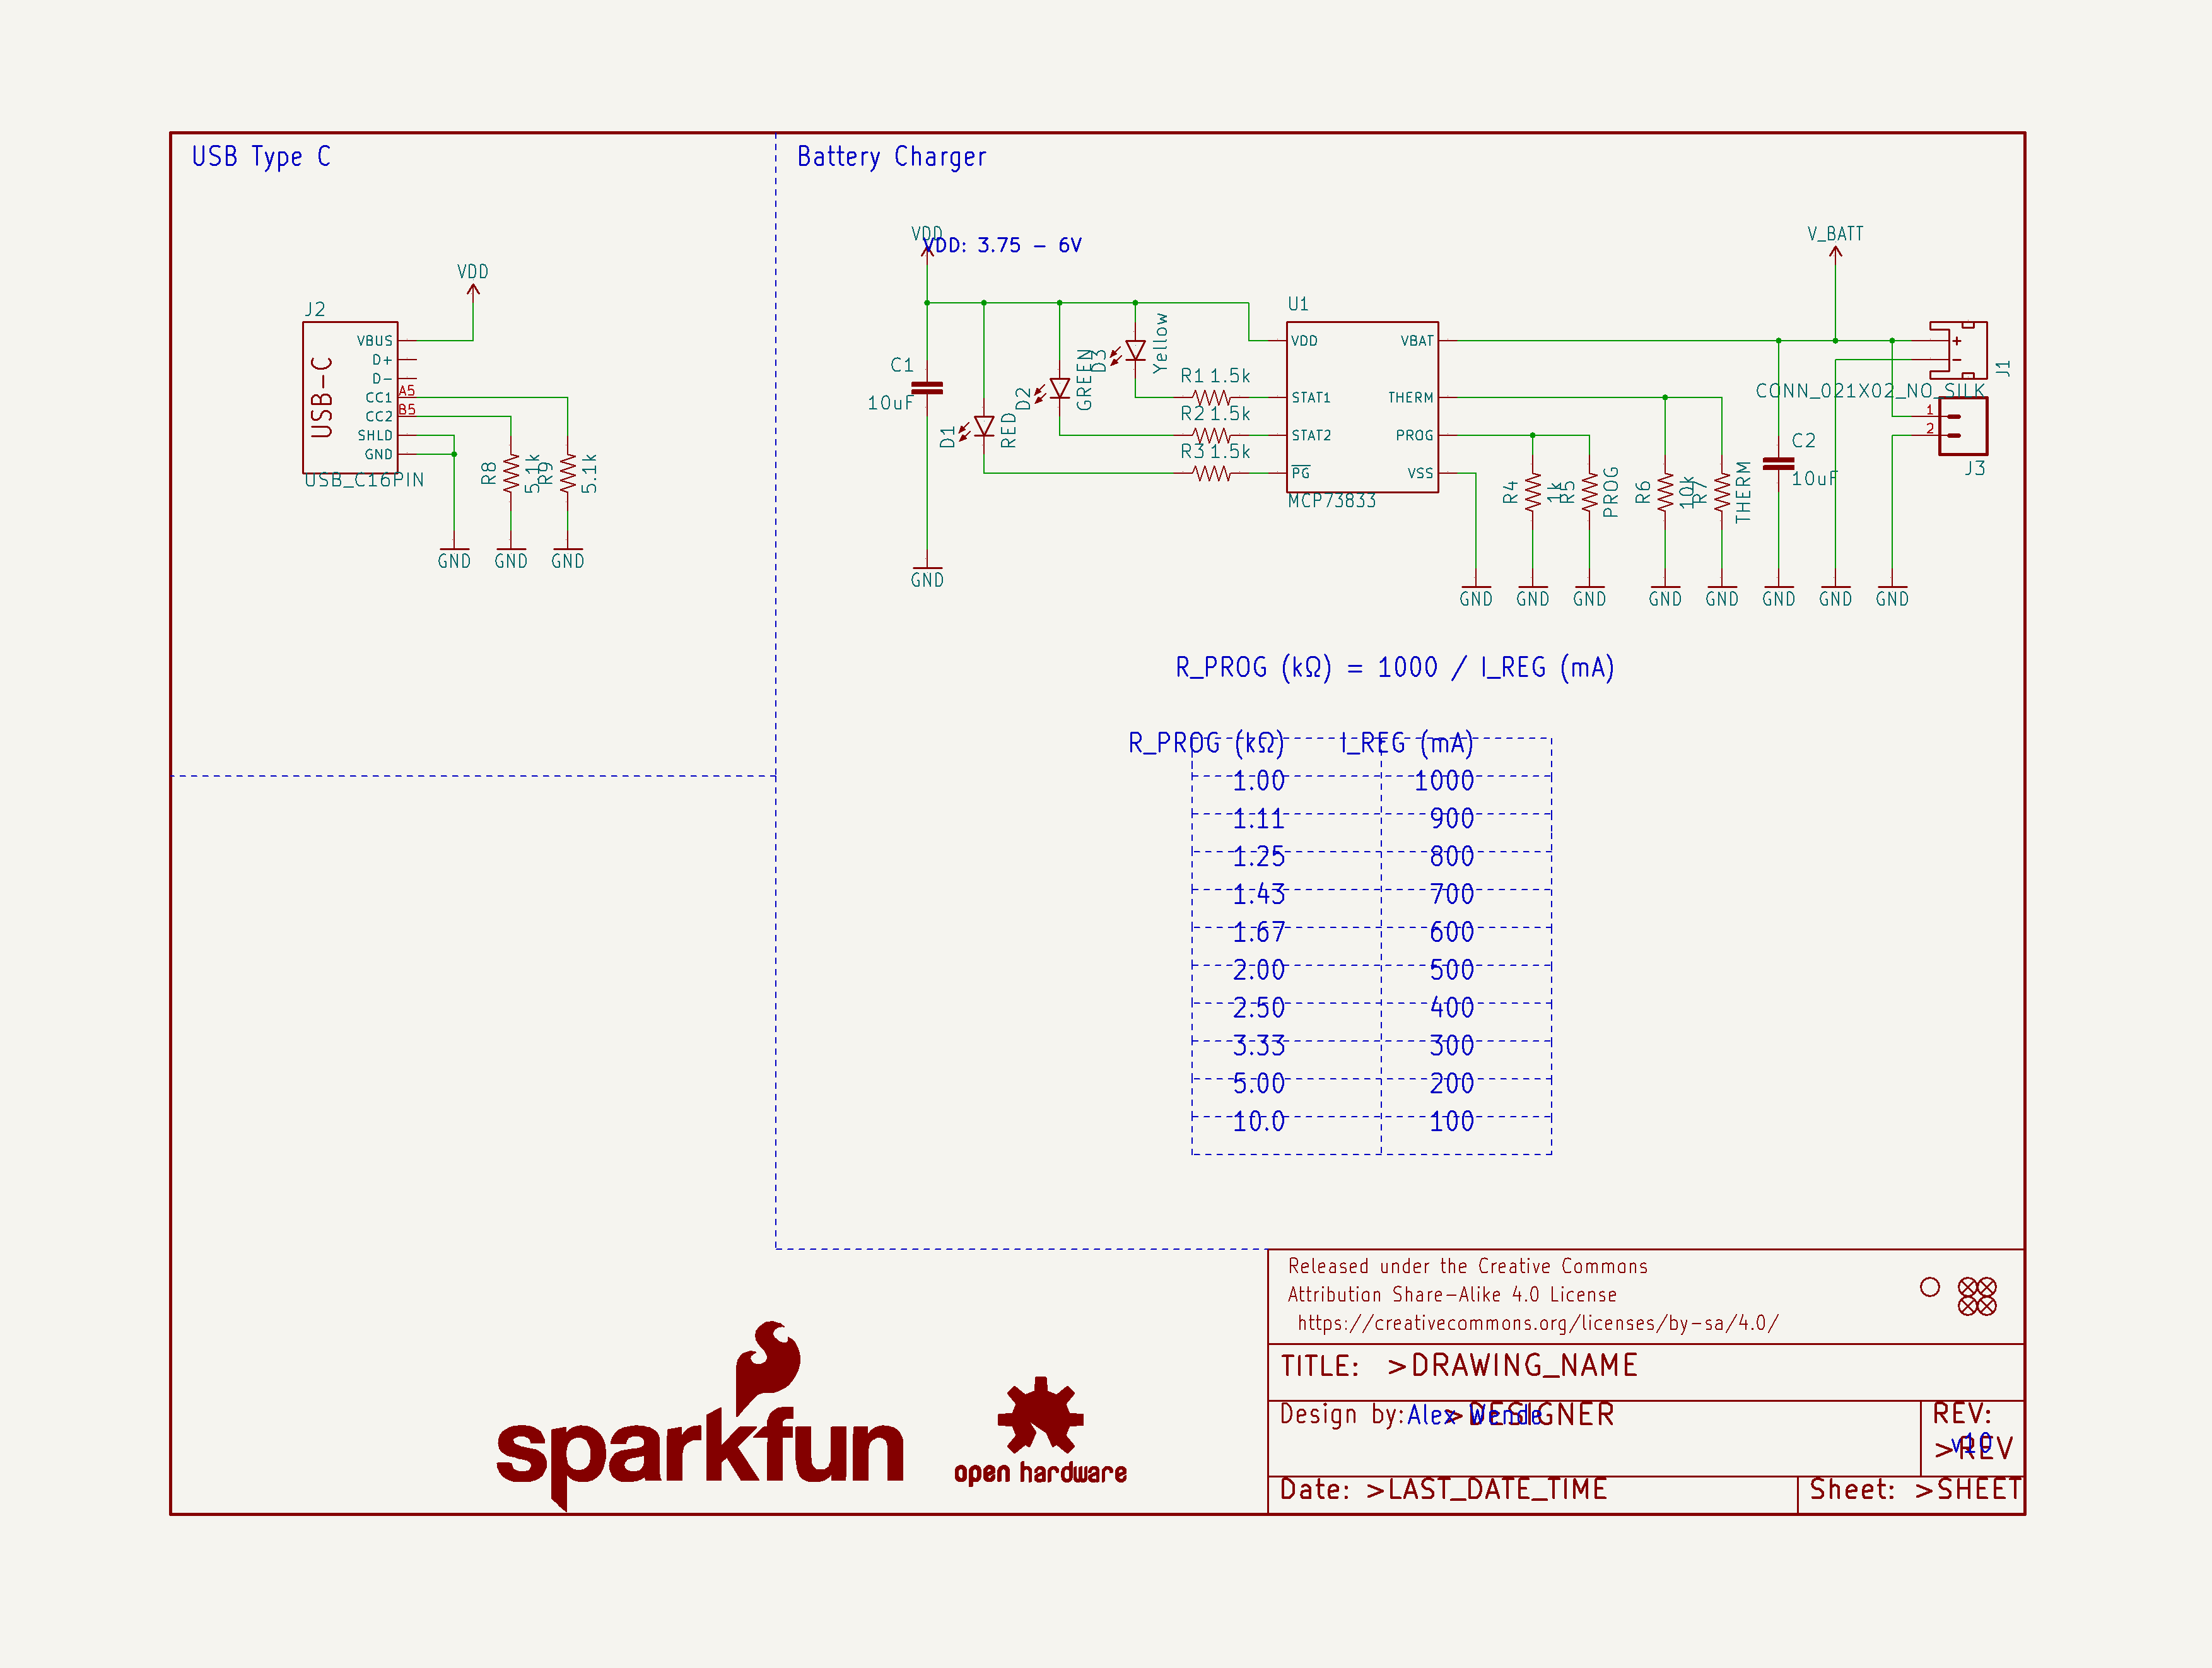 USB Type C
Battery Charger
VDD
VDD: 3.75 - 6V
V_BATT
VDD
J2
USB-C
VBUS
D+
D-
A5
CC1
B5
CC2
SHLD
GND
USB_C16PIN
R8
5.1k
R9
5.1k
GND
GND
GND
C1
10uF
GND
D1
RED
D2
GREEN
D3
Yellow
R1 1.5k
R2 1.5k
R3 1.5k
U1
VDD
STAT1
STAT2
PG
VBAT
THERM
PROG
VSS
MCP73833
R4
1k
R5
PROG
R6
10k
R7
THERM
C2
10uF
J1
+
-
CONN_021X02_NO_SILK
1
2
J3
GND
GND
GND
GND
GND
GND
GND
GND
R_PROG (kΩ) = 1000 / I_REG (mA)
R_PROG (kΩ) I_REG (mA)
1.00 1000
1.11 900
1.25 800
1.43 700
1.67 600
2.00 500
2.50 400
3.33 300
5.00 200
10.0 100
Released under the Creative Commons
Attribution Share-Alike 4.0 License
https://creativecommons.org/licenses/by-sa/4.0/
TITLE: >DRAWING_NAME
Design by: Alex Wende
>DESIGNER
REV:
v10
>REV
Date: >LAST_DATE_TIME
Sheet: >SHEET
sparkfun
open hardware